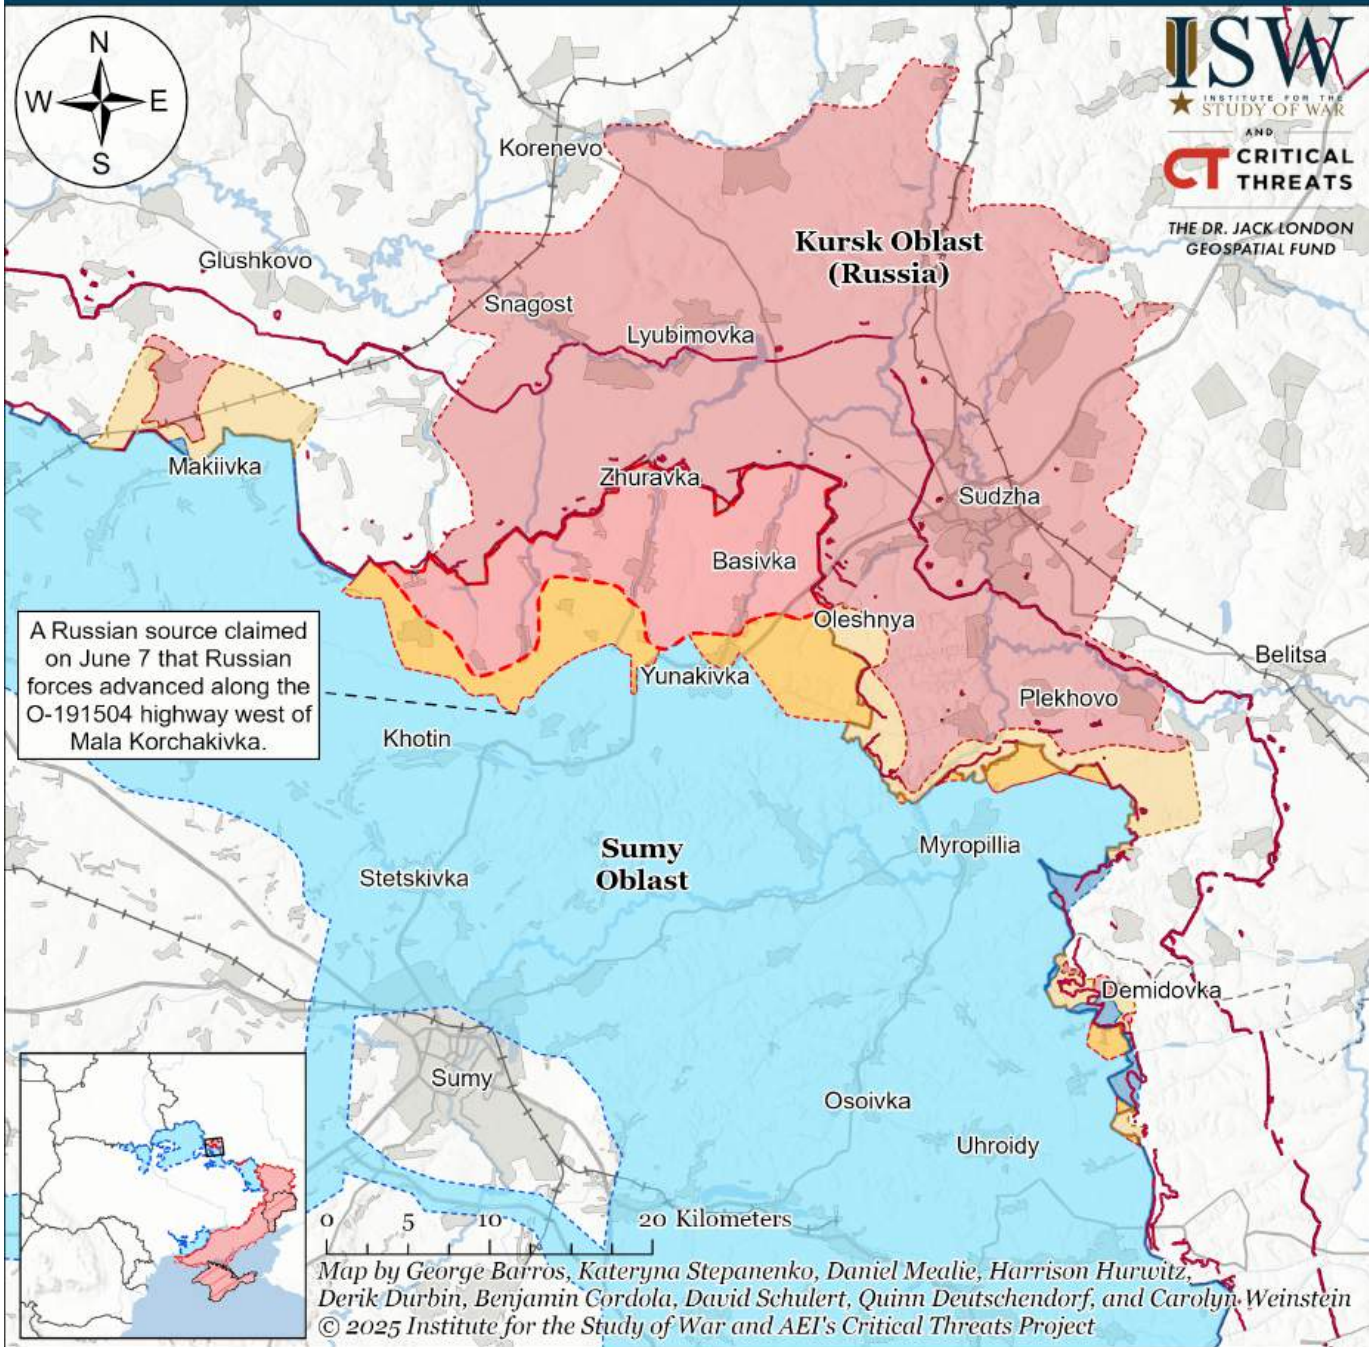 N
W
E
S
ISW
INSTITUTE FOR THE
STUDY OF WAR
AND
CT CRITICAL
THREATS
THE DR. JACK LONDON
GEOSPATIAL FUND
Korenevo
Kursk Oblast
(Russia)
Glushkovo
Snagost
Lyubimovka
Makiivka
Zhuravka
Sudzha
Basivka
Oleshnya
A Russian source claimed
on June 7 that Russian
forces advanced along the
O-191504 highway west of
Mala Korchakivka.
Belitsa
Yunakivka
Plekhovo
Khotin
Sumy
Oblast
Myropillia
Stetskivka
Demidovka
Sumy
Osoivka
Uhroidy
0 5 10 20 Kilometers
Map by George Barros, Kateryna Stepanenko, Daniel Mealie, Harrison Hurwitz,
Derik Durbin, Benjamin Cordola, David Schulert, Quinn Deutschendorf, and Carolyn Weinstein
© 2025 Institute for the Study of War and AEI's Critical Threats Project